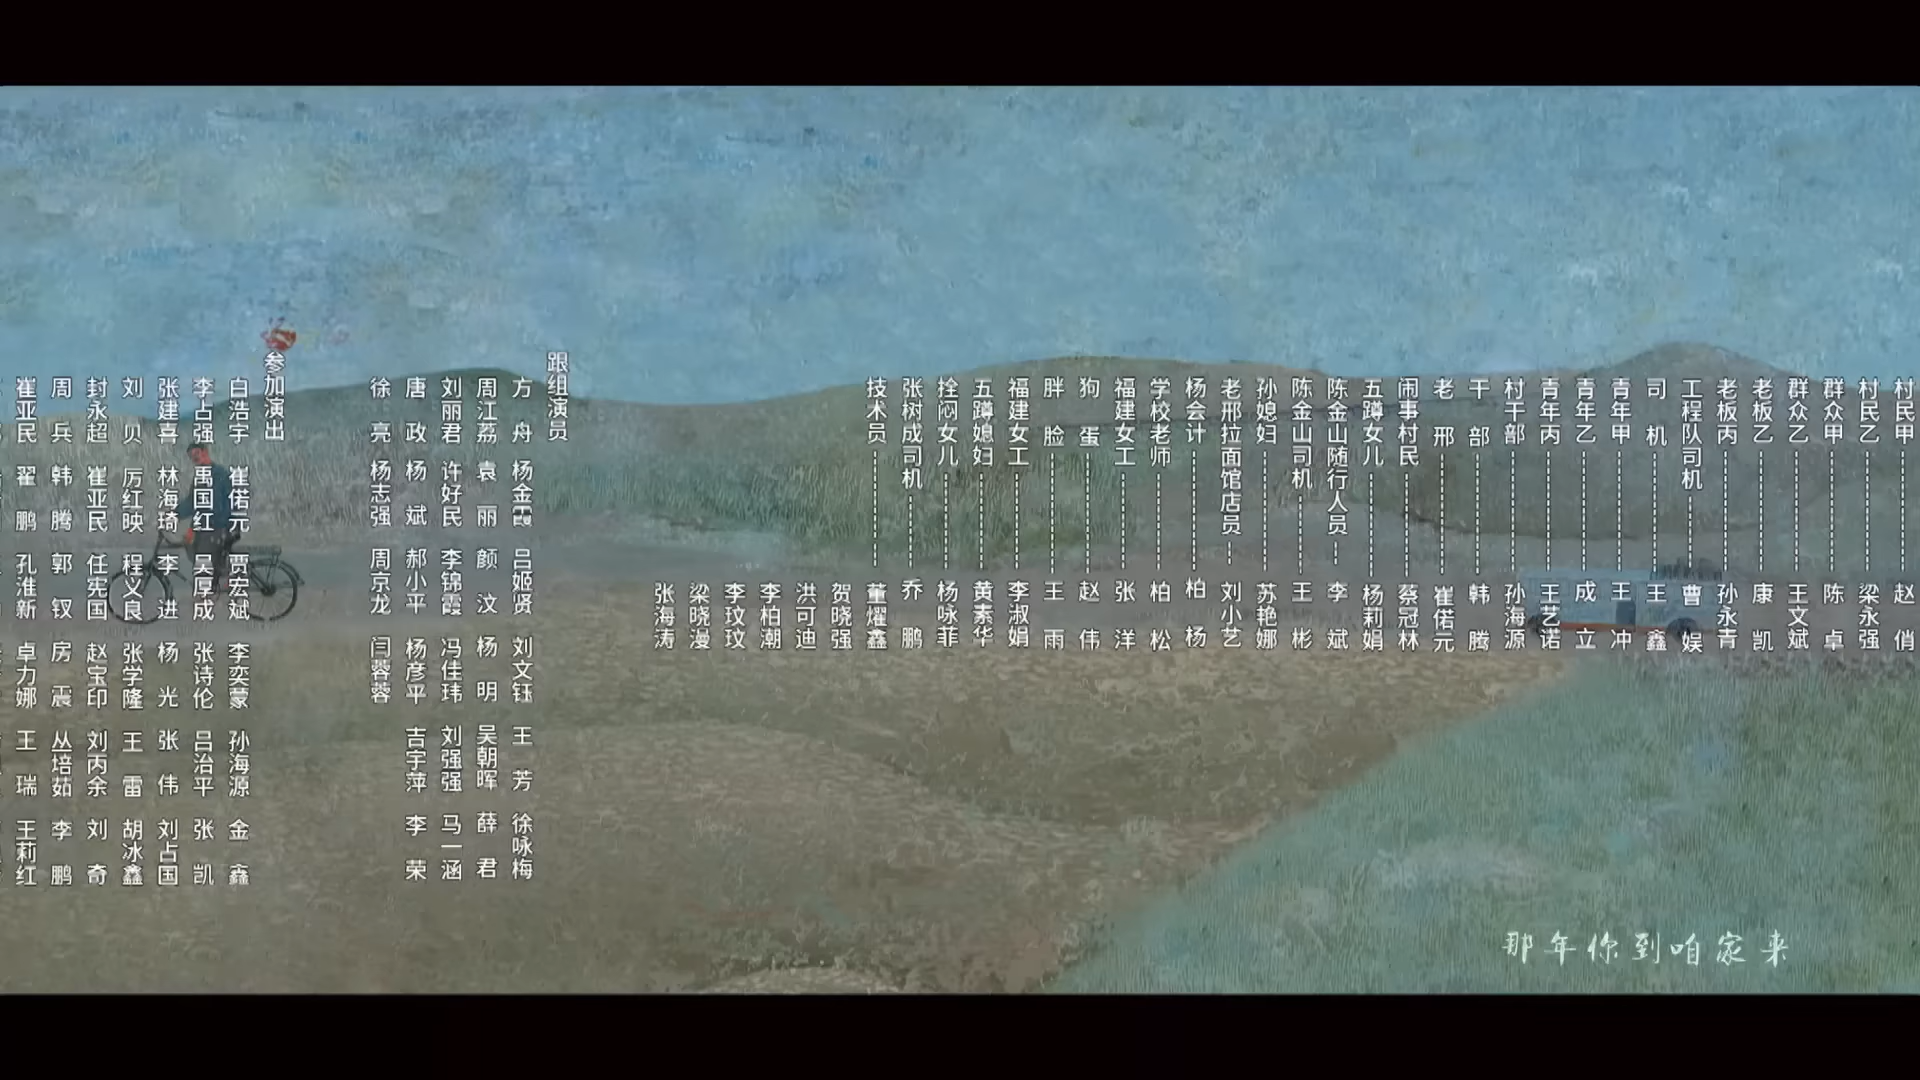 村民甲 赵俏
村民乙 梁永强
群众甲 陈卓
群众乙 王文斌
老板乙 康凯
老板丙 孙永青
工程队司机 曹娱
司机 王鑫
青年甲 王冲
青年乙 成立
青年丙 王艺诺
村干部 孙海源
干部 韩腾
老邢 崔偌元
闹事村民 蔡冠林
五蹲女儿 杨莉娟
陈金山随行人员 李斌
陈金山司机 王彬
孙媳妇 苏艳娜
老邢拉面馆店员 刘小艺
杨会计 柏杨
学校老师 柏松
福建女工 张洋
狗蛋 赵伟
胖脸 王雨
福建女工 李淑娟
五蹲媳妇 黄素华
拴闷女儿 杨咏菲
张树成司机 乔鹏
技术员 董耀鑫
贺晓强
洪可迪
李柏潮
李玟玟
梁晓漫
张海涛
跟组演员
方舟 杨金霞 吕姬贤 刘文钰 王芳 徐咏梅
周江荔 袁丽 颜汶 杨明 吴朝晖 薛君
刘丽君 许好民 李锦霞 冯佳玮 刘强强 马一涵
唐政 杨斌 郝小平 杨彦平 吉宇萍 李荣
徐亮 杨志强 周京龙 闫蓉蓉
参加演出
白浩宇 崔偌元 贾宏斌 李奕蒙 孙海源 金鑫
李占强 禹国红 吴厚成 张诗伦 吕治平 张凯
张建喜 林海琦 李进 杨光 张伟 刘占国
刘贝 厉红映 程义良 张学隆 王雷 胡冰鑫
封永超 崔亚民 任宪国 赵宝印 刘丙余 刘奇
周兵 韩腾 郭钗 房震 丛培茹 李鹏
崔亚民 翟鹏 孔淮新 卓力娜 王瑞 王莉红
那年你到咱家来